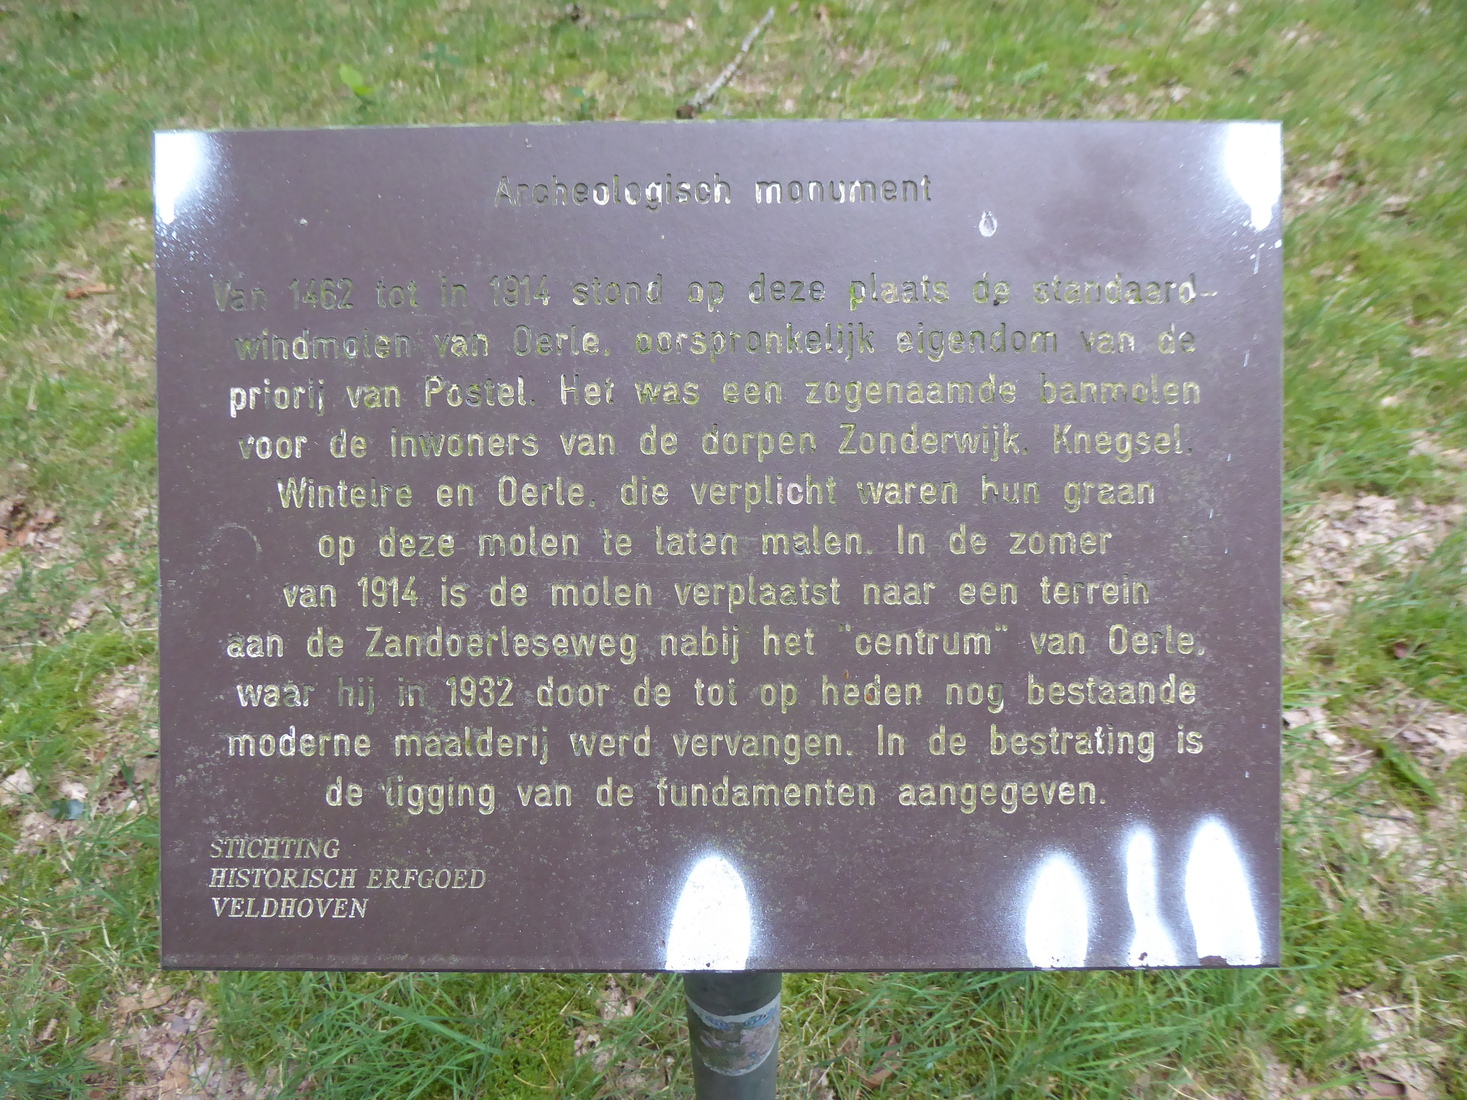 Archeologisch monument
Van 1462 tot in 1914 stond op deze plaats de standaard-
windmolen van Oerle, oorspronkelijk eigendom van de
priorij van Postel. Het was een zogenaamde banmolen
voor de inwoners van de dorpen Zonderwijk, Knegsel,
Wintelre en Oerle, die verplicht waren hun graan
op deze molen te laten malen. In de zomer
van 1914 is de molen verplaatst naar een terrein
aan de Zandoerleseweg nabij het "centrum" van Oerle,
waar hij in 1932 door de tot op heden nog bestaande
moderne maalderij werd vervangen. In de bestrating is
de ligging van de fundamenten aangegeven.
STICHTING
HISTORISCH ERFGOED
VELDHOVEN